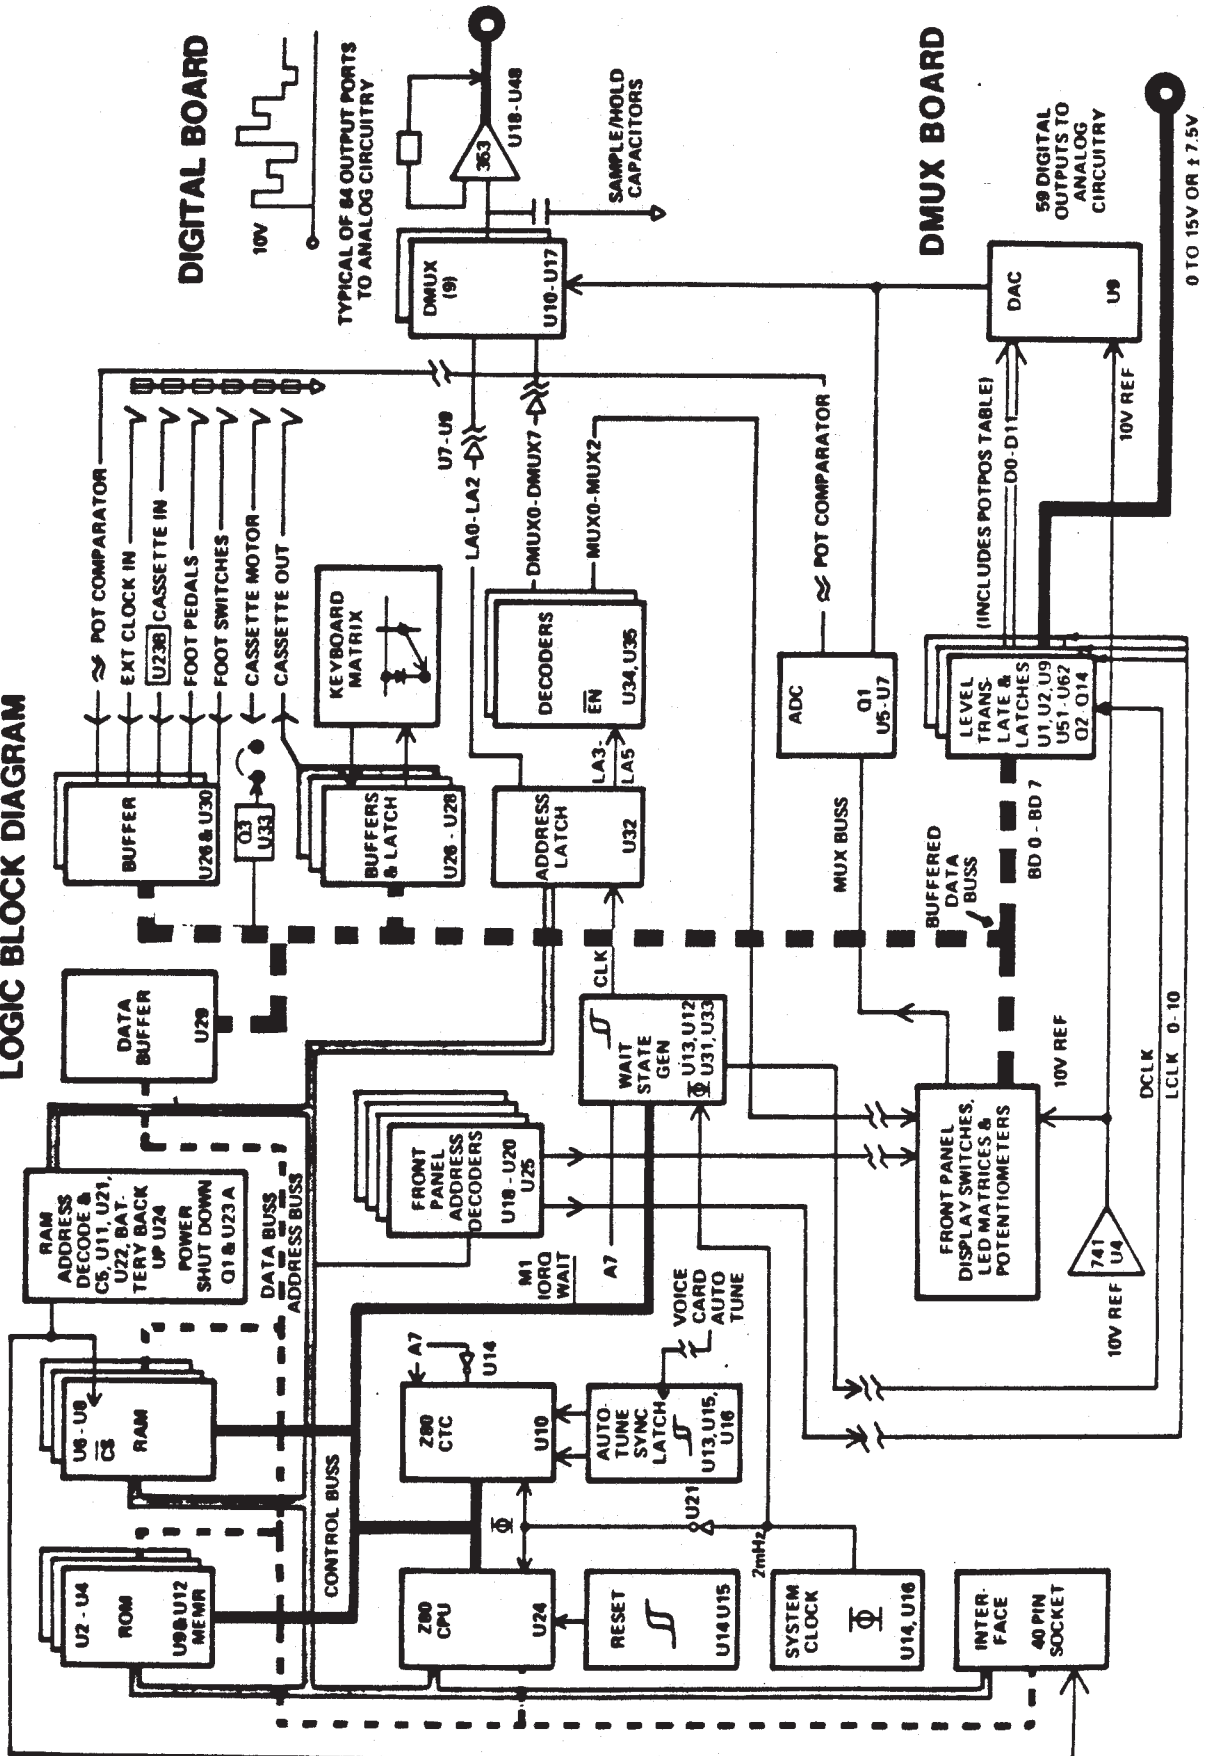 LOGIC BLOCK DIAGRAM
DIGITAL BOARD
10V
TYPICAL OF 64 OUTPUT PORTS
TO ANALOG CIRCUITRY
363
U18-U48
SAMPLE/HOLD
CAPACITORS
DMUX
(9)
U10-U17
DMUX BOARD
59 DIGITAL
OUTPUTS TO
ANALOG
CIRCUITRY
0 TO 15V OR ± 7.5V
DAC
U9
10V REF
POT COMPARATOR
EXT CLOCK IN
U23B CASSETTE IN
FOOT PEDALS
FOOT SWITCHES
CASSETTE MOTOR
CASSETTE OUT
BUFFER
U26 & U30
Q3
U33
KEYBOARD
MATRIX
BUFFERS
& LATCH
U26 - U28
U7-U9
LA0-LA2
DMUX0-DMUX7
MUX0-MUX2
DECODERS
EN
U34,U35
LA3-
LA5
ADDRESS
LATCH
U32
CLK
POT COMPARATOR
ADC
Q1
U5-U7
MUX BUSS
(INCLUDES POTPOS TABLE)
D0-D11
LEVEL
TRANS-
LATE &
LATCHES
U1, U2, U9
U51 - U62
Q2 - Q14
BUFFERED
DATA
BUSS
BD 0 - BD 7
DATA
BUFFER
U29
RAM
ADDRESS
DECODE &
C5, U11, U21,
U22, BAT-
TERY BACK
UP U24
POWER
SHUT DOWN
Q1 & U23 A
DATA BUSS
ADDRESS BUSS
FRONT
PANEL
ADDRESS
DECODERS
U18 - U20
U25
WAIT
STATE
GEN
Φ U13,U12
U31,U33
M1
IORQ
WAIT
A7
10V REF
DCLK
LCLK 0-10
FRONT PANEL
DISPLAY SWITCHES,
LED MATRICES &
POTENTIOMETERS
741
U4
10V REF
U6 - U8
CS
RAM
CONTROL BUSS
Z80
CTC
U10
A7
U14
VOICE
CARD
AUTO
TUNE
AUTO-
TUNE
SYNC
LATCH
U13, U15,
U16
U2 - U4
ROM
U9&U12
MEMR
Z80
CPU
U24
Φ
U21
2mHz
RESET
U14 U15
SYSTEM
CLOCK
Φ
U14, U16
INTER-
FACE
40 PIN
SOCKET